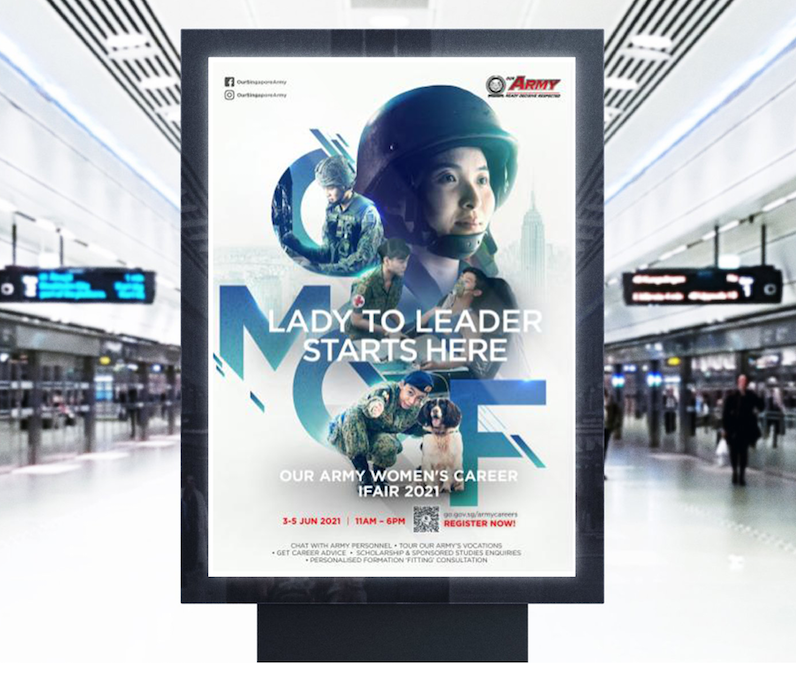 OurSingaporeArmy
OurSingaporeArmy
OUR ARMY
READY DECISIVE RESPECTED
O
M
C F
LADY TO LEADER
STARTS HERE
OUR ARMY WOMEN'S CAREER
IFAIR 2021
3-5 JUN 2021 | 11AM – 6PM
go.gov.sg/armycareers
REGISTER NOW!
CHAT WITH ARMY PERSONNEL • TOUR OUR ARMY'S VOCATIONS
• GET CAREER ADVICE • SCHOLARSHIP & SPONSORED STUDIES ENQUIRIES
• PERSONALISED FORMATION 'FITTING' CONSULTATION